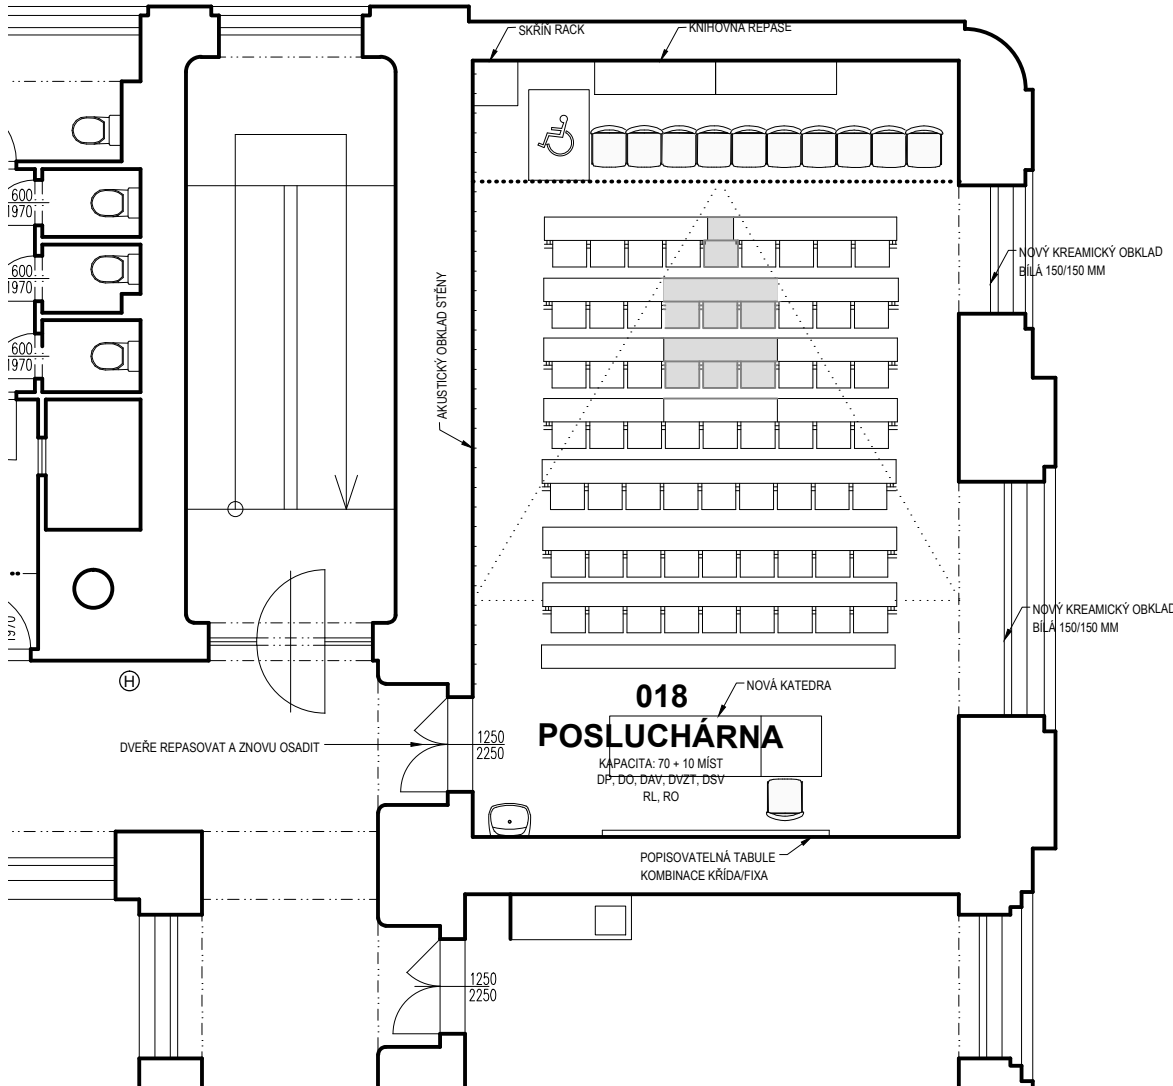 SKŘÍŇ RACK
KNIHOVNA REPASE
600
1970
600
1970
600
1970
NOVÝ KREAMICKÝ OBKLAD
BÍLÁ 150/150 MM
AKUSTICKÝ OBKLAD STĚNY
1970
NOVÝ KREAMICKÝ OBKLAD
BÍLÁ 150/150 MM
H
018
NOVÁ KATEDRA
POSLUCHÁRNA
DVEŘE REPASOVAT A ZNOVU OSADIT
1250
2250
KAPACITA: 70 + 10 MÍST
DP, DO, DAV, DVZT, DSV
RL, RO
POPISOVATELNÁ TABULE
KOMBINACE KŘÍDA/FIXA
1250
2250